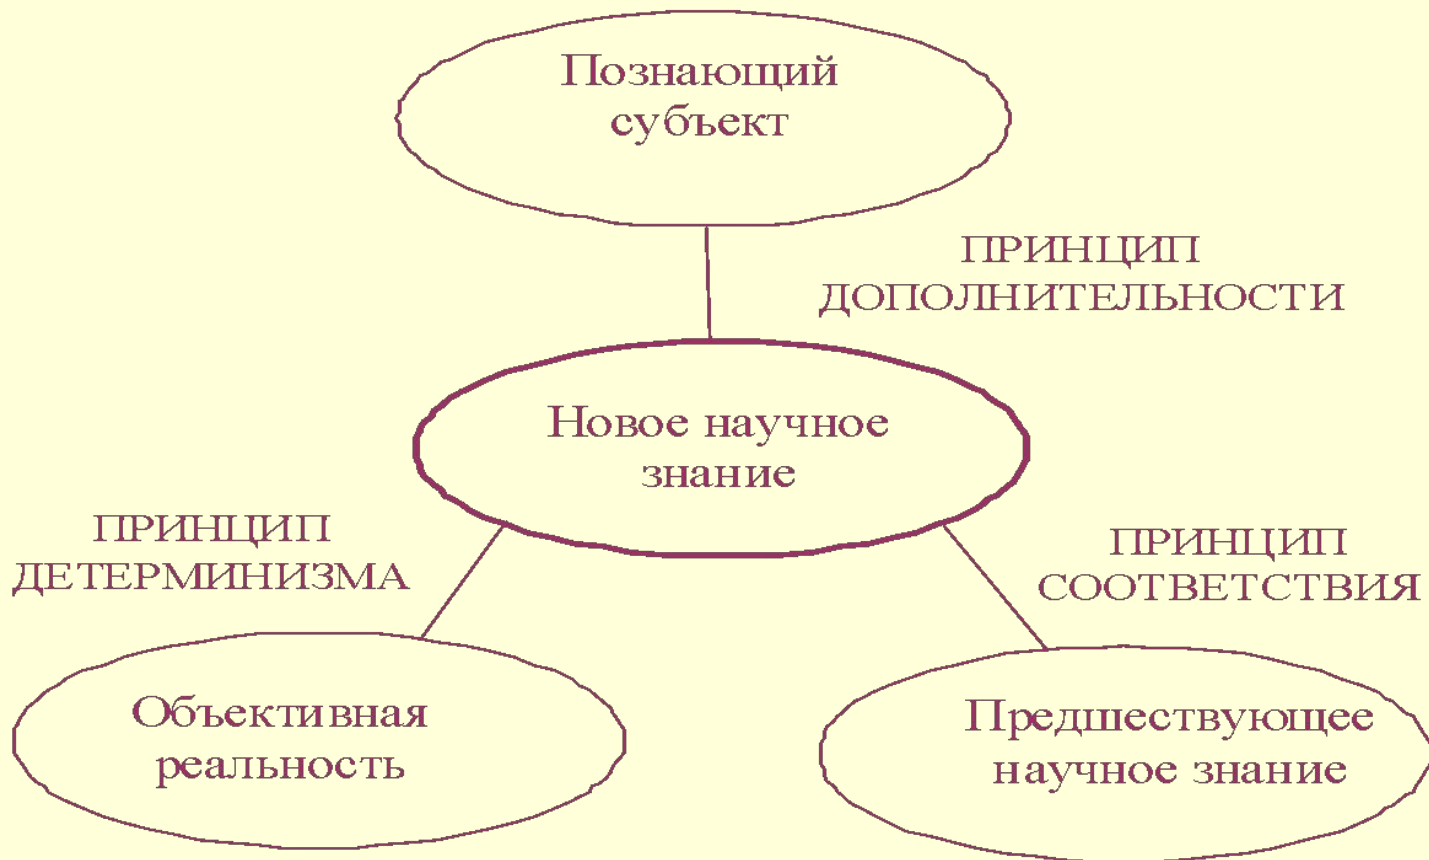 Познающий
субъект
ПРИНЦИП
ДОПОЛНИТЕЛЬНОСТИ
Новое научное
знание
ПРИНЦИП
ДЕТЕРМИНИЗМА
ПРИНЦИП
СООТВЕТСТВИЯ
Объективная
реальность
Предшествующее
научное знание